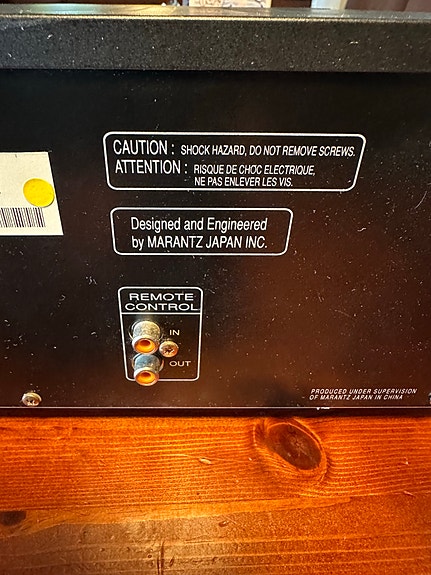 CAUTION : SHOCK HAZARD, DO NOT REMOVE SCREWS.
ATTENTION : RISQUE DE CHOC ELECTRIQUE,
NE PAS ENLEVER LES VIS.
Designed and Engineered
by MARANTZ JAPAN INC.
REMOTE
CONTROL
IN
OUT
PRODUCED UNDER SUPERVISION
OF MARANTZ JAPAN IN CHINA